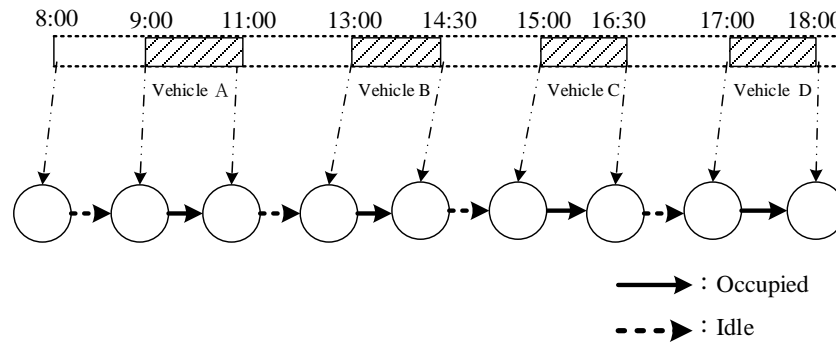 8:00 9:00 11:00 13:00 14:30 15:00 16:30 17:00 18:00
Vehicle A Vehicle B Vehicle C Vehicle D
: Occupied
: Idle